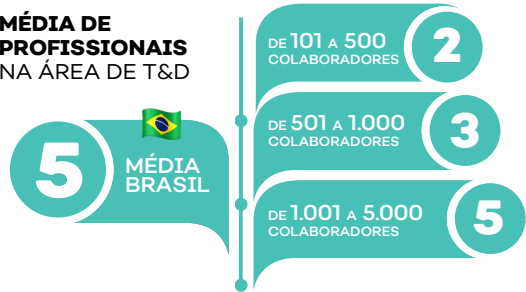 MÉDIA DE
PROFISSIONAIS
NA ÁREA DE T&D
5
MÉDIA
BRASIL
DE 101 A 500
COLABORADORES
2
DE 501 A 1.000
COLABORADORES
3
DE 1.001 A 5.000
COLABORADORES
5